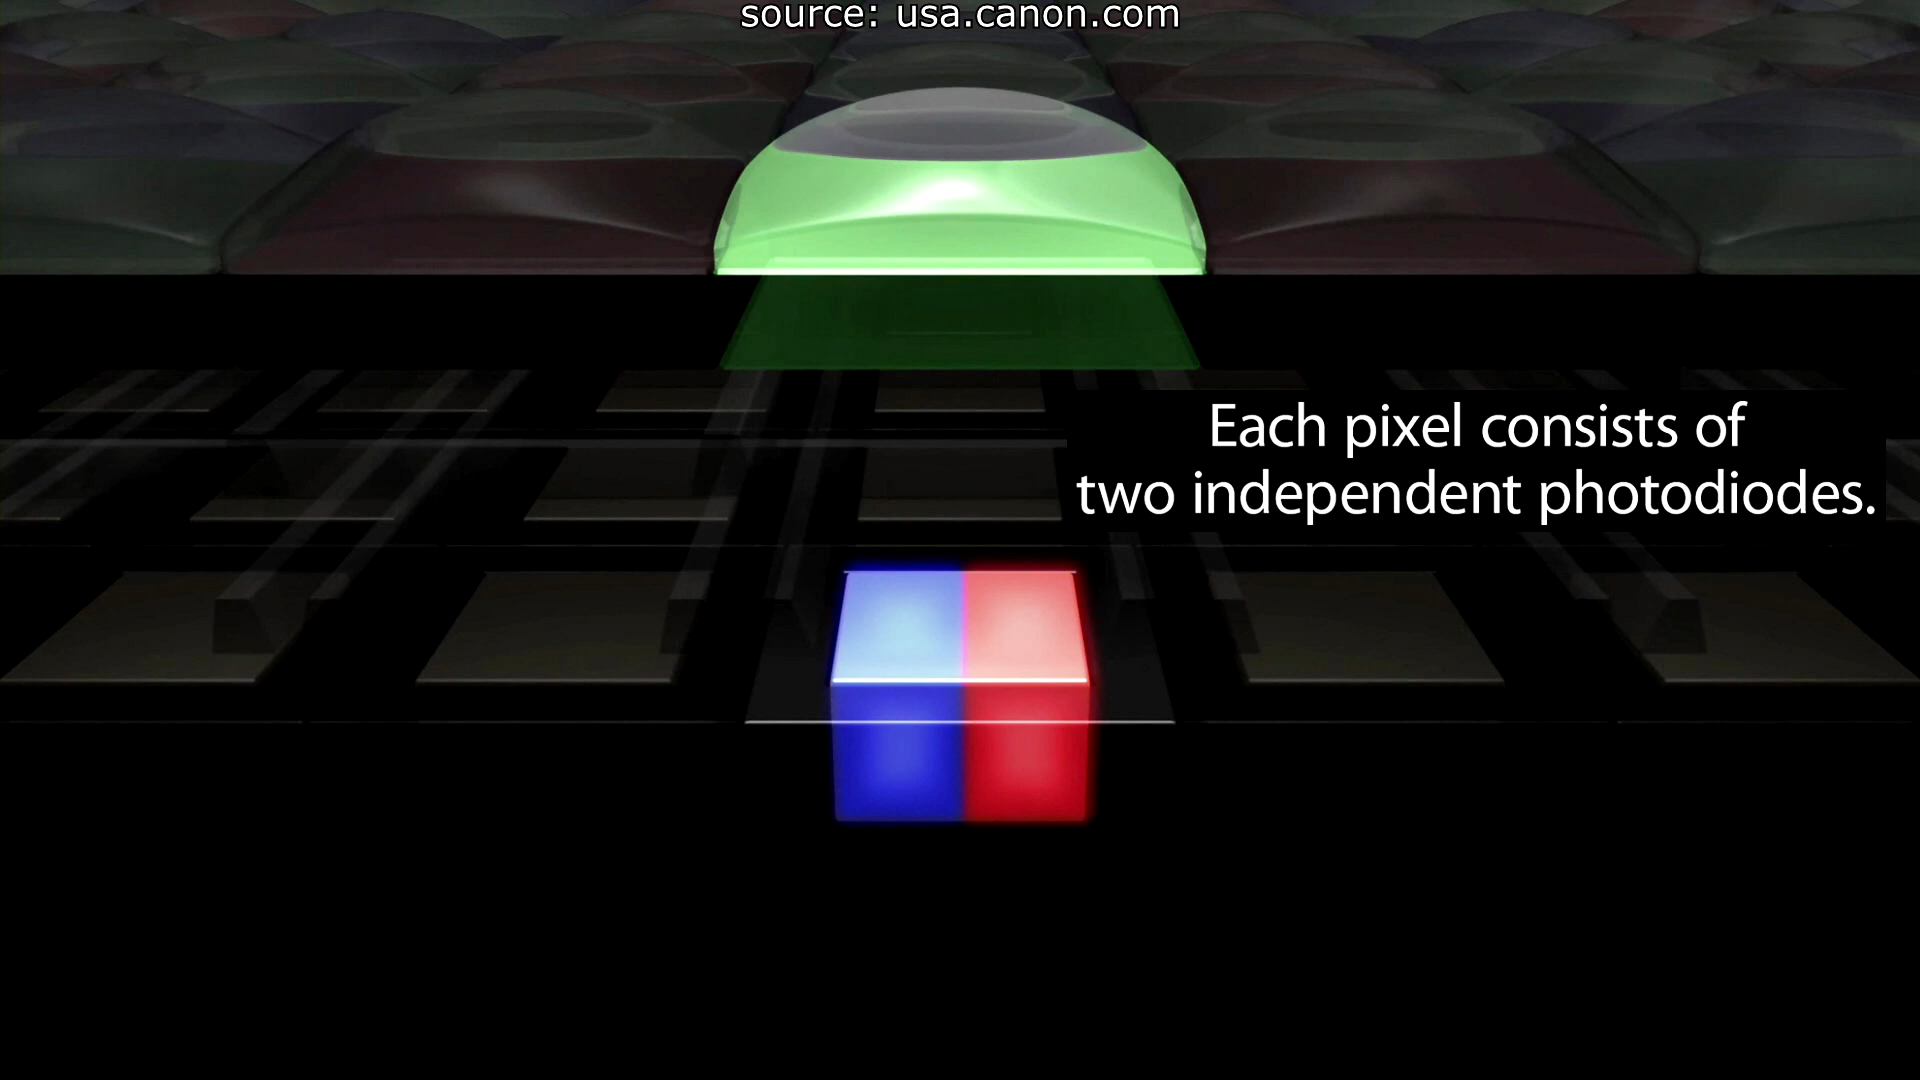 source: usa.canon.com
Each pixel consists of
two independent photodiodes.